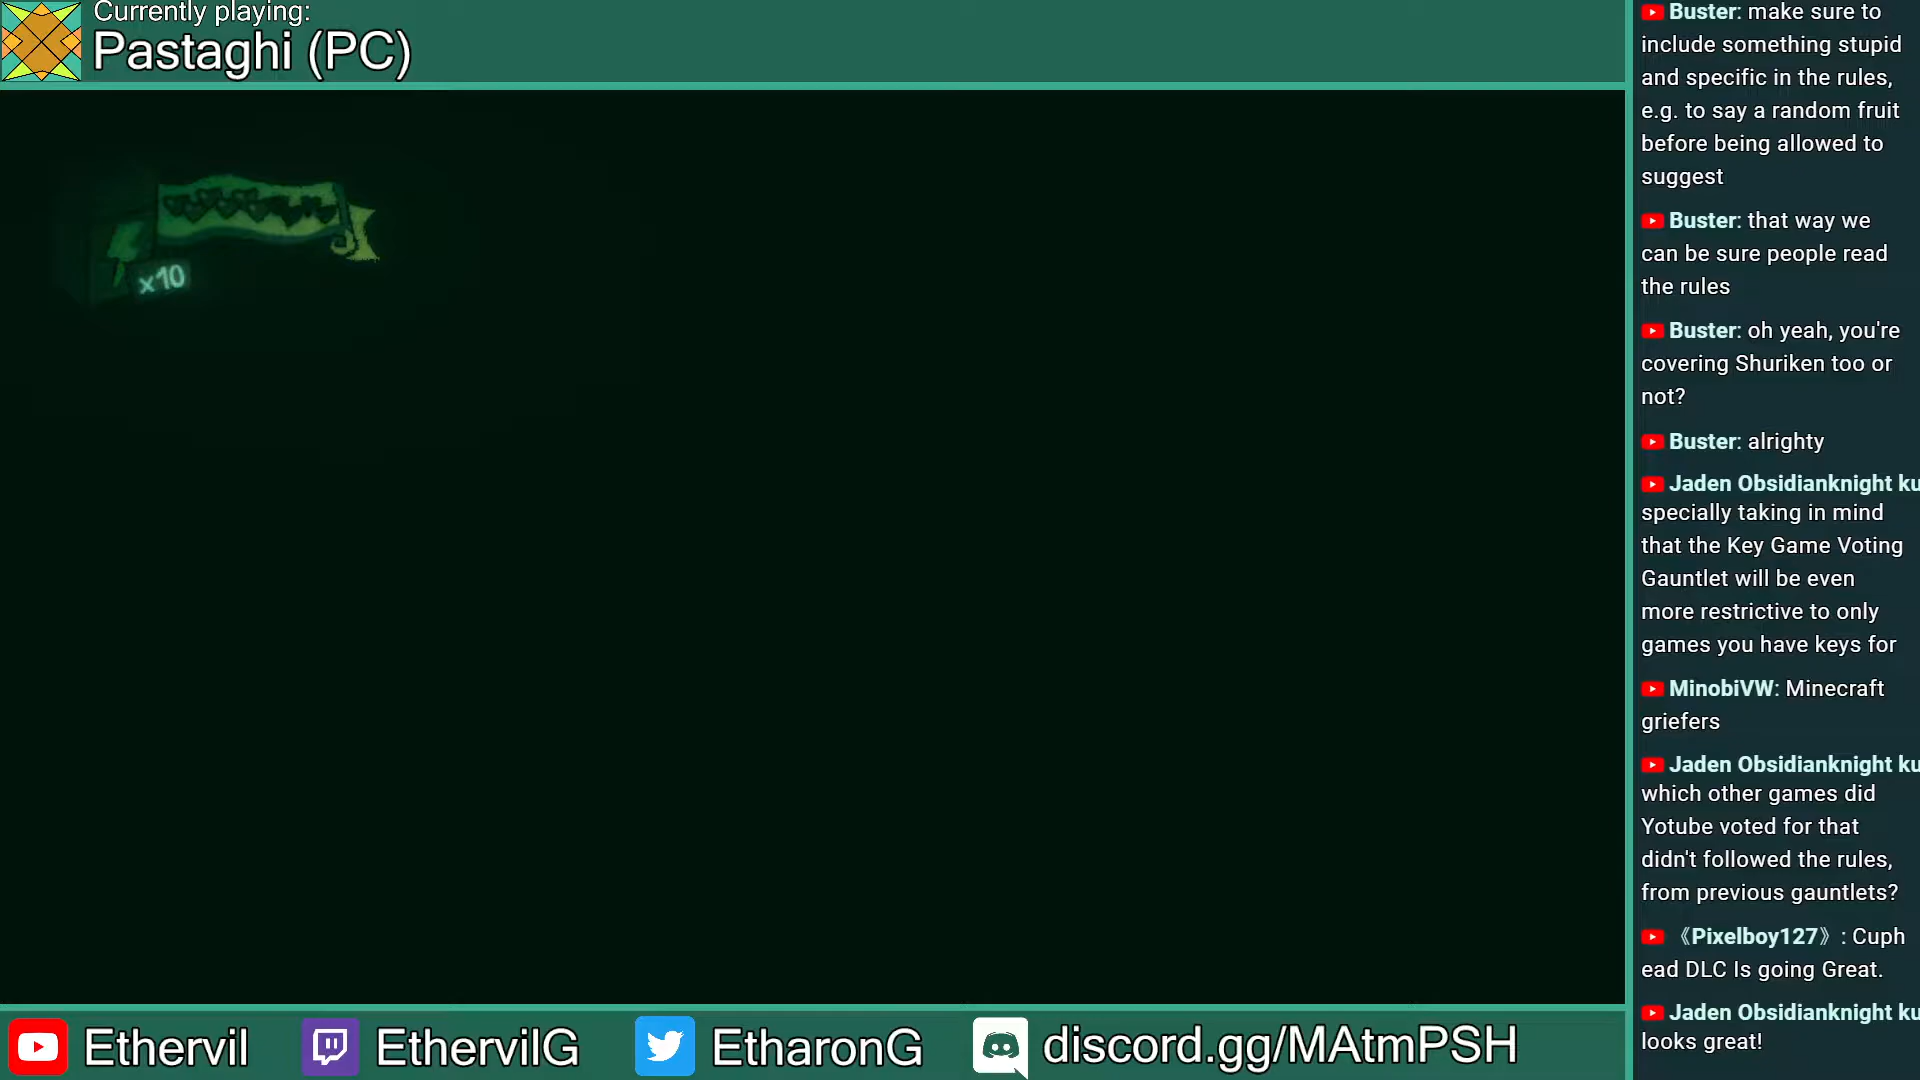 Currently playing:
Pastaghi (PC)
x10
Buster: make sure to
include something stupid
and specific in the rules,
e.g. to say a random fruit
before being allowed to
suggest
Buster: that way we
can be sure people read
the rules
Buster: oh yeah, you're
covering Shuriken too or
not?
Buster: alrighty
Jaden Obsidianknight ku
specially taking in mind
that the Key Game Voting
Gauntlet will be even
more restrictive to only
games you have keys for
MinobiVW: Minecraft
griefers
Jaden Obsidianknight ku
which other games did
Yotube voted for that
didn't followed the rules,
from previous gauntlets?
《Pixelboy127》: Cuph
ead DLC Is going Great.
Jaden Obsidianknight ku
looks great!
Ethervil
EthervilG
EtharonG
discord.gg/MAtmPSH